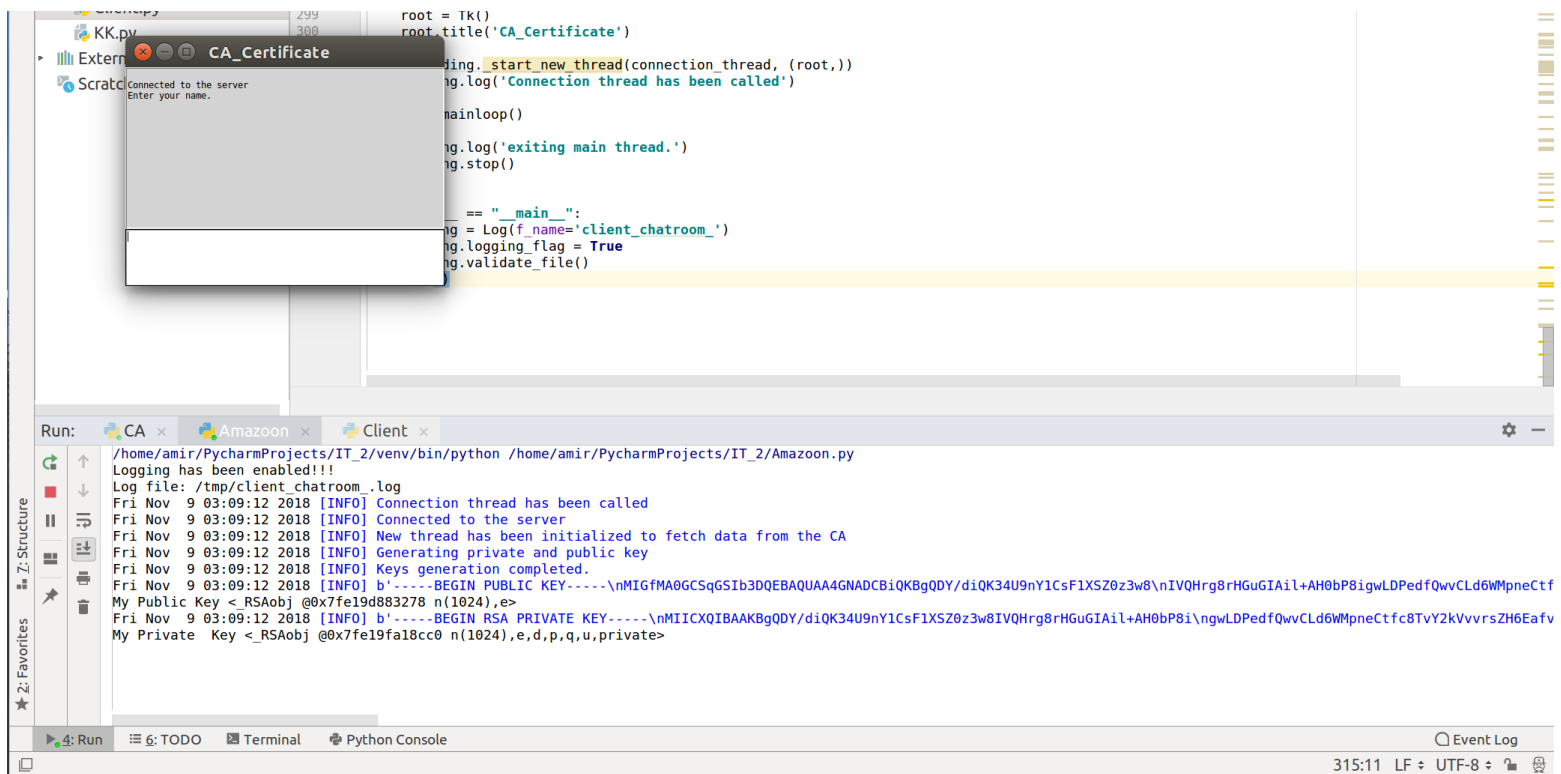 Client.py
KK.py
Extern
Scratc
CA_Certificate
Connected to the server
Enter your name.
299
300
root = Tk()
root.title('CA_Certificate')
ding._start_new_thread(connection_thread, (root,))
ng.log('Connection thread has been called')
mainloop()
ng.log('exiting main thread.')
ng.stop()
__ == "__main__":
ng = Log(f_name='client_chatroom_')
ng.logging_flag = True
ng.validate_file()
)
Run: CA × Amazoon × Client ×
/home/amir/PycharmProjects/IT_2/venv/bin/python /home/amir/PycharmProjects/IT_2/Amazoon.py
Logging has been enabled!!!
Log file: /tmp/client_chatroom_.log
Fri Nov  9 03:09:12 2018 [INFO] Connection thread has been called
Fri Nov  9 03:09:12 2018 [INFO] Connected to the server
Fri Nov  9 03:09:12 2018 [INFO] New thread has been initialized to fetch data from the CA
Fri Nov  9 03:09:12 2018 [INFO] Generating private and public key
Fri Nov  9 03:09:12 2018 [INFO] Keys generation completed.
Fri Nov  9 03:09:12 2018 [INFO] b'-----BEGIN PUBLIC KEY-----\nMIGfMA0GCSqGSIb3DQEBAQUAA4GNADCBiQKBgQDY/diQK34U9nY1CsF1XSZ0z3w8\nIVQHrg8rHGuGIAil+AH0bP8igwLDPedfQwvCLd6WMpneCtf
My Public Key <_RSAobj @0x7fe19d883278 n(1024),e>
Fri Nov  9 03:09:12 2018 [INFO] b'-----BEGIN RSA PRIVATE KEY-----\nMIICXQIBAAKBgQDY/diQK34U9nY1CsF1XSZ0z3w8IVQHrg8rHGuGIAil+AH0bP8i\ngwLDPedfQwvCLd6WMpneCtfc8TvY2kVvvrsZH6Eafv
My Private  Key <_RSAobj @0x7fe19fa18cc0 n(1024),e,d,p,q,u,private>
7: Structure
2: Favorites
4: Run 6: TODO Terminal Python Console Event Log
315:11 LF UTF-8